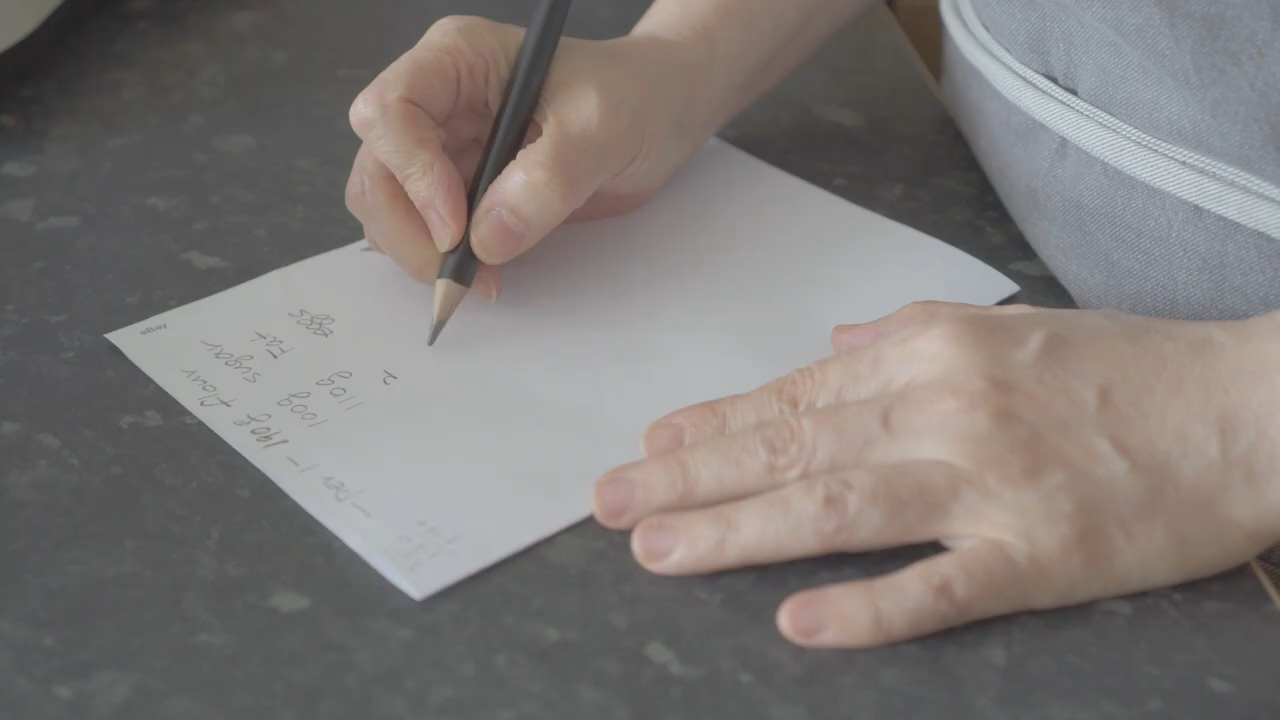 — per 1 — 190g flour
100g sugar
110g Fat
2 eggs